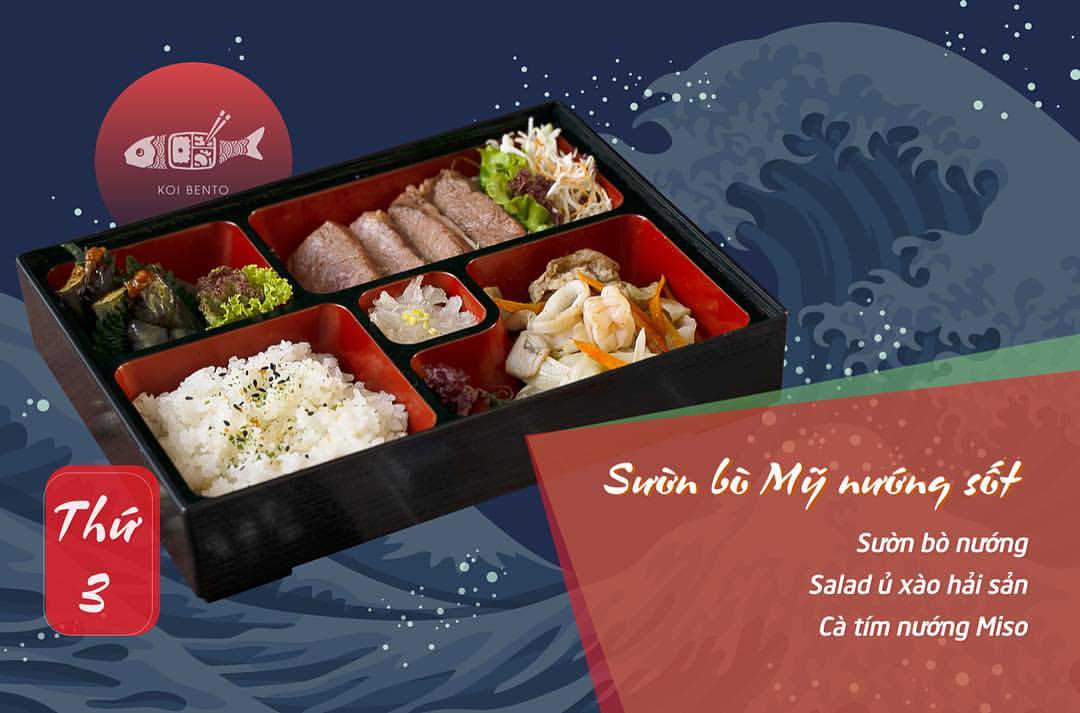 KOI BENTO
Thứ
3
Sườn bò Mỹ nướng sốt
Sườn bò nướng
Salad ủ xào hải sản
Cà tím nướng Miso